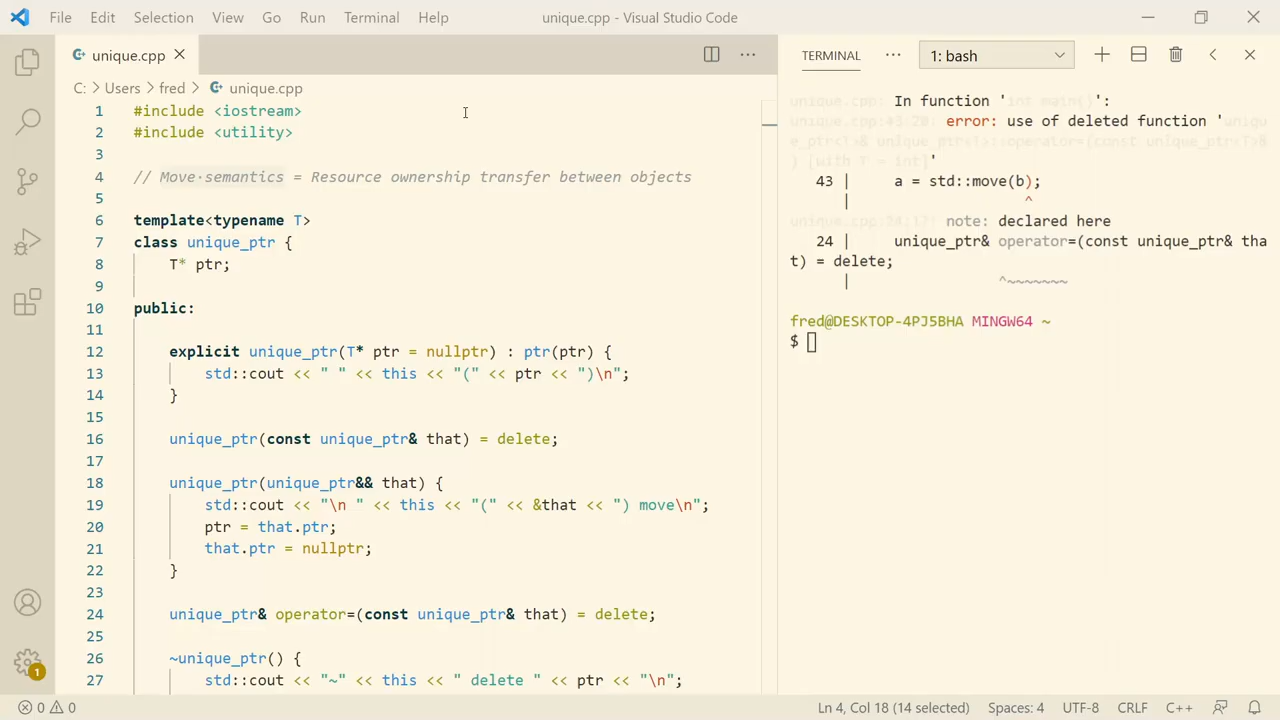 File Edit Selection View Go Run Terminal Help unique.cpp - Visual Studio Code
unique.cpp
C: > Users > fred > unique.cpp
1 #include <iostream>
2 #include <utility>
3
4 // Move·semantics = Resource ownership transfer between objects
5
6 template<typename T>
7 class unique_ptr {
8 T* ptr;
9
10 public:
11
12 explicit unique_ptr(T* ptr = nullptr) : ptr(ptr) {
13 std::cout << " " << this << "(" << ptr << ")\n";
14 }
15
16 unique_ptr(const unique_ptr& that) = delete;
17
18 unique_ptr(unique_ptr&& that) {
19 std::cout << "\n " << this << "(" << &that << ") move\n";
20 ptr = that.ptr;
21 that.ptr = nullptr;
22 }
23
24 unique_ptr& operator=(const unique_ptr& that) = delete;
25
26 ~unique_ptr() {
27 std::cout << "~" << this << " delete " << ptr << "\n";
TERMINAL ··· 1: bash
unique.cpp: In function 'int main()':
unique.cpp:43:20: error: use of deleted function 'uniqu
e_ptr<T>& unique_ptr<T>::operator=(const unique_ptr<T>&
) [with T = int]'
43 | a = std::move(b);
| ^
unique.cpp:24:17: note: declared here
24 | unique_ptr& operator=(const unique_ptr& tha
t) = delete;
| ^~~~~~~~
fred@DESKTOP-4PJ5BHA MINGW64 ~
$
1
0 0 Ln 4, Col 18 (14 selected) Spaces: 4 UTF-8 CRLF C++